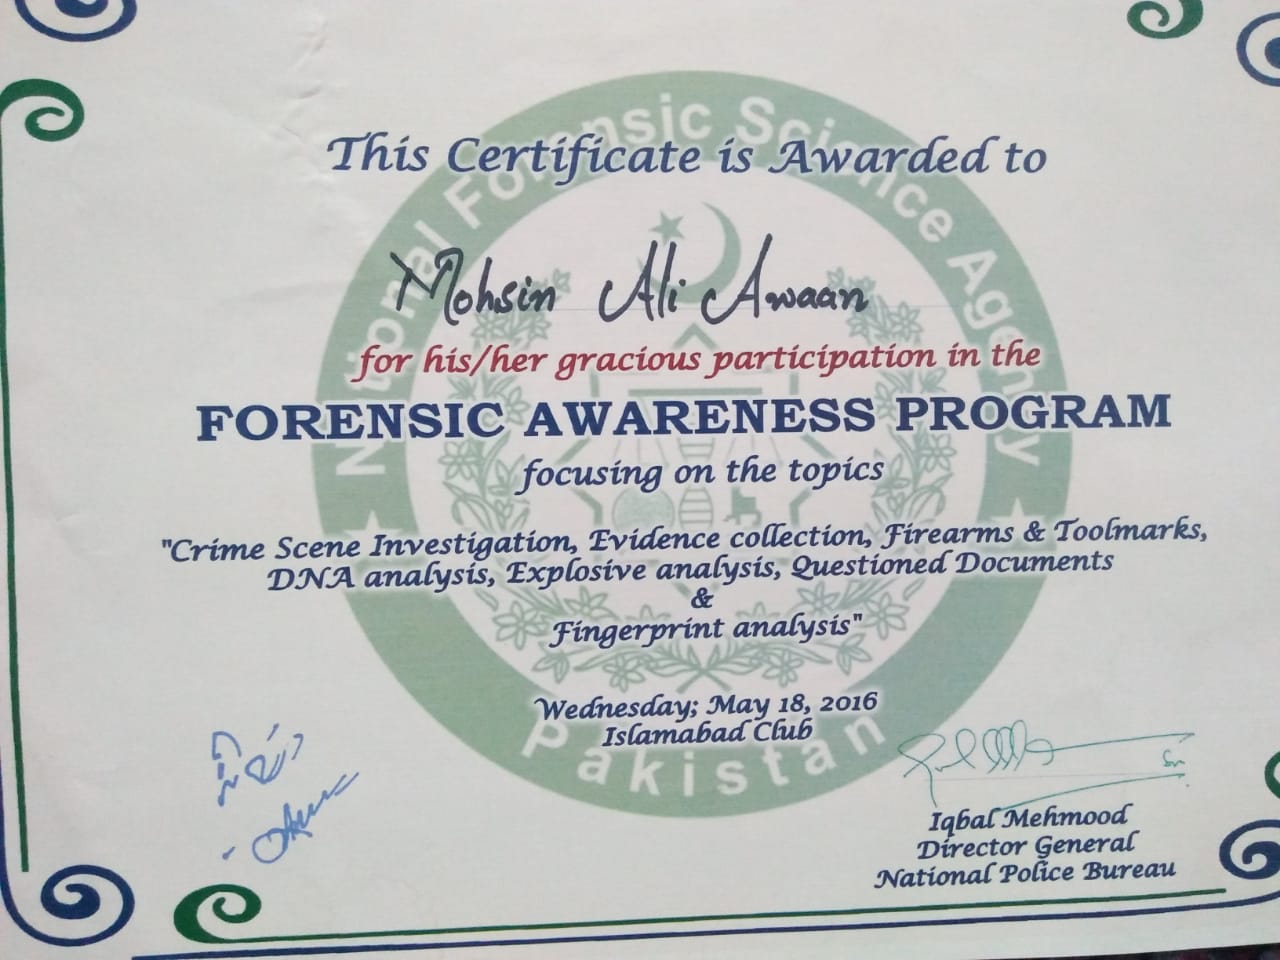 National Forensic Science Agency
This Certificate is Awarded to
Mohsin Ali Awaan
for his/her gracious participation in the
FORENSIC AWARENESS PROGRAM
focusing on the topics
"Crime Scene Investigation, Evidence collection, Firearms & Toolmarks,
DNA analysis, Explosive analysis, Questioned Documents
&
Fingerprint analysis"
Wednesday; May 18, 2016
Islamabad Club
Pakistan
Iqbal Mehmood
Director General
National Police Bureau